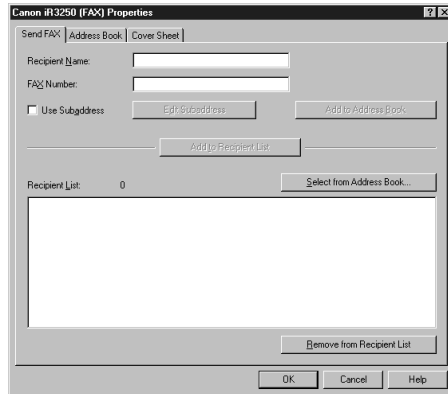 Canon iR3250 (FAX) Properties
Send FAX Address Book Cover Sheet
Recipient Name:
FAX Number:
Use Subaddress Edit Subaddress Add to Address Book
Add to Recipient List
Recipient List: 0 Select from Address Book...
Remove from Recipient List
OK Cancel Help